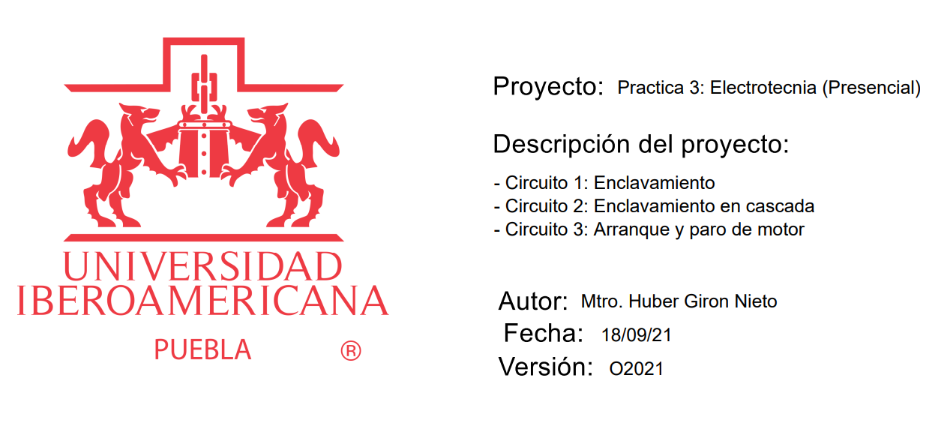 UNIVERSIDAD
IBEROAMERICANA
PUEBLA ®
Proyecto: Practica 3: Electrotecnia (Presencial)
Descripción del proyecto:
- Circuito 1: Enclavamiento
- Circuito 2: Enclavamiento en cascada
- Circuito 3: Arranque y paro de motor
Autor: Mtro. Huber Giron Nieto
Fecha: 18/09/21
Versión: O2021